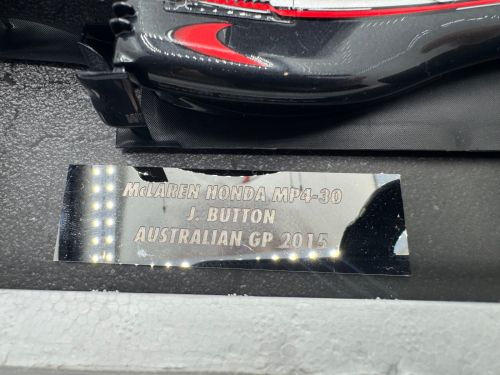 McLAREN HONDA MP4-30
J. BUTTON
AUSTRALIAN GP 2015